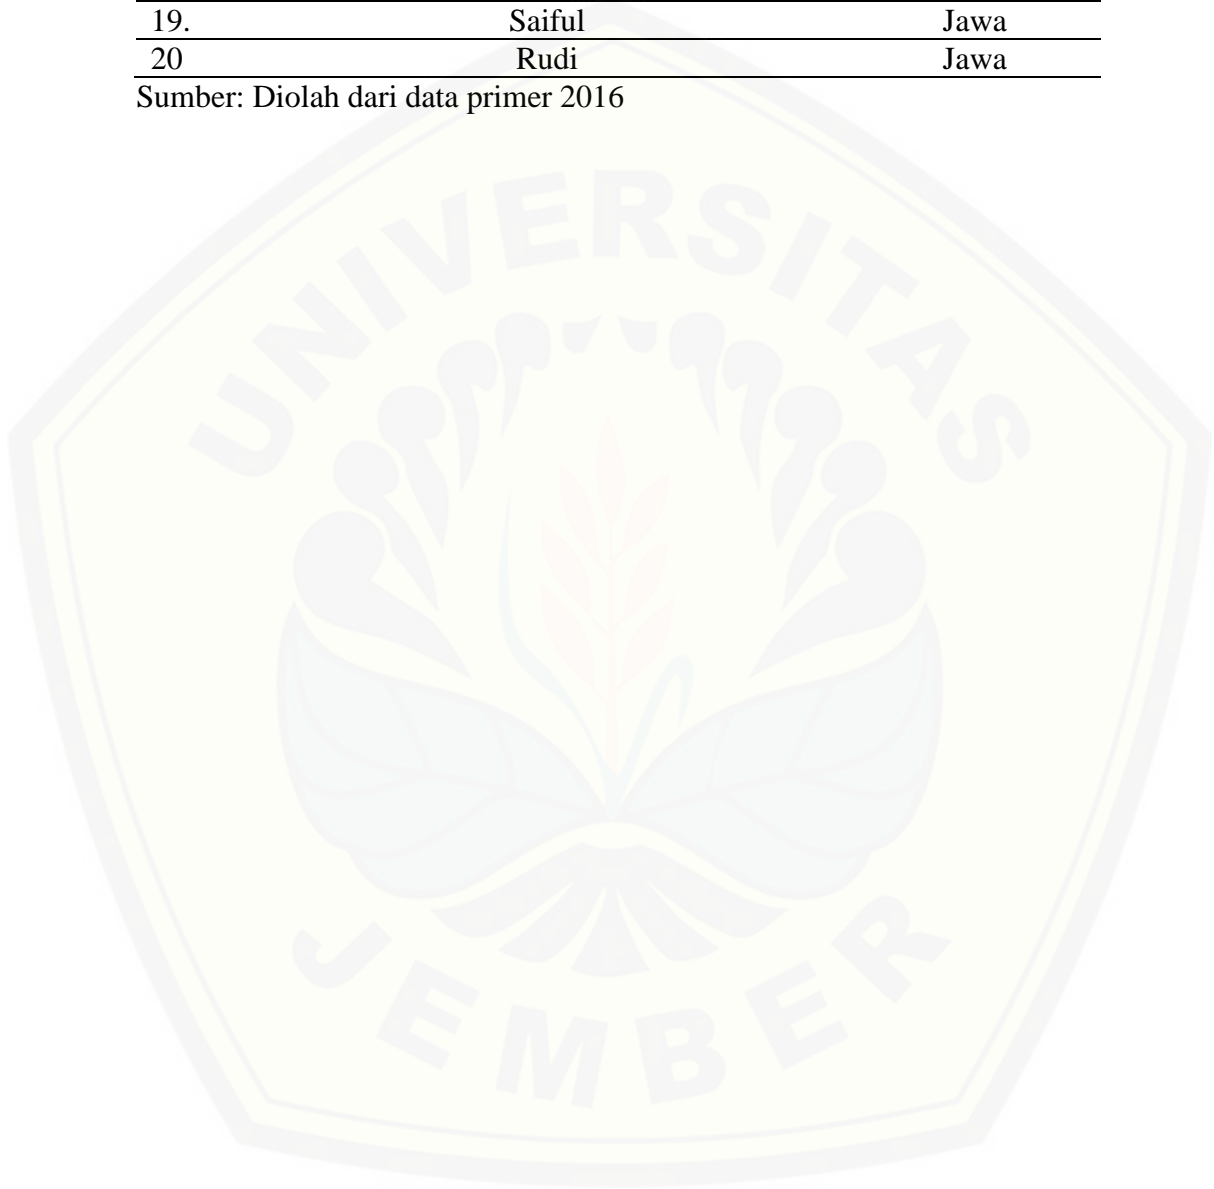 19. Saiful Jawa
20 Rudi Jawa
Sumber: Diolah dari data primer 2016
UNIVERSITAS
JEMBER